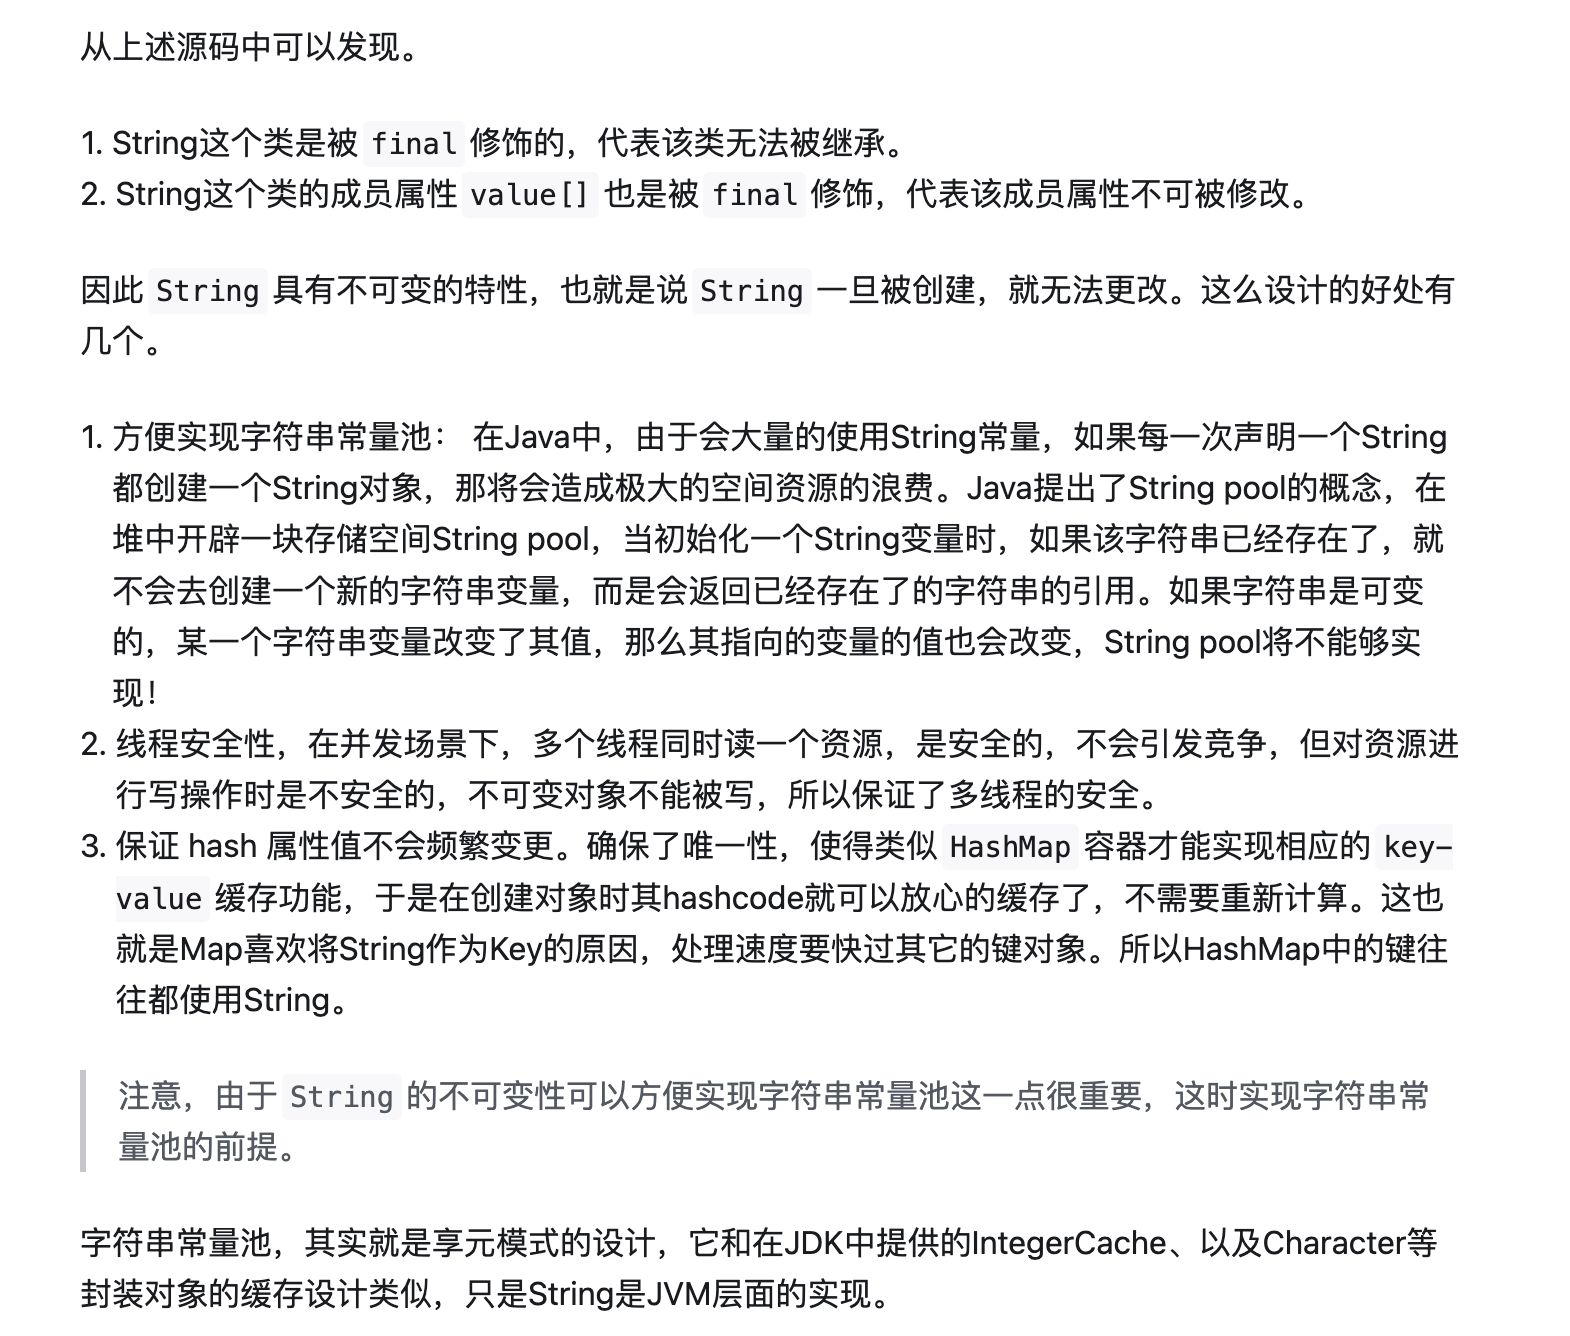 从上述源码中可以发现。
1. String这个类是被 final 修饰的，代表该类无法被继承。
2. String这个类的成员属性 value[] 也是被 final 修饰，代表该成员属性不可被修改。
因此 String 具有不可变的特性，也就是说 String 一旦被创建，就无法更改。这么设计的好处有
几个。
1. 方便实现字符串常量池： 在Java中，由于会大量的使用String常量，如果每一次声明一个String
都创建一个String对象，那将会造成极大的空间资源的浪费。Java提出了String pool的概念，在
堆中开辟一块存储空间String pool，当初始化一个String变量时，如果该字符串已经存在了，就
不会去创建一个新的字符串变量，而是会返回已经存在了的字符串的引用。如果字符串是可变
的，某一个字符串变量改变了其值，那么其指向的变量的值也会改变，String pool将不能够实
现！
2. 线程安全性，在并发场景下，多个线程同时读一个资源，是安全的，不会引发竞争，但对资源进
行写操作时是不安全的，不可变对象不能被写，所以保证了多线程的安全。
3. 保证 hash 属性值不会频繁变更。确保了唯一性，使得类似 HashMap 容器才能实现相应的 key-
value 缓存功能，于是在创建对象时其hashcode就可以放心的缓存了，不需要重新计算。这也
就是Map喜欢将String作为Key的原因，处理速度要快过其它的键对象。所以HashMap中的键往
往都使用String。
注意，由于 String 的不可变性可以方便实现字符串常量池这一点很重要，这时实现字符串常
量池的前提。
字符串常量池，其实就是享元模式的设计，它和在JDK中提供的IntegerCache、以及Character等
封装对象的缓存设计类似，只是String是JVM层面的实现。